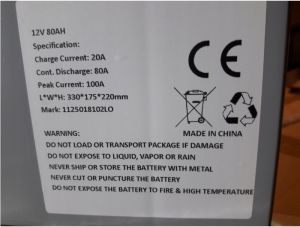 12V 80AH
Specification:
Charge Current: 20A
Cont. Discharge: 80A
Peak Current: 100A
L*W*H: 330*175*220mm
Mark: 1125018102LO
CE
WARNING:
MADE IN CHINA
DO NOT LOAD OR TRANSPORT PACKAGE IF DAMAGE
DO NOT EXPOSE TO LIQUID, VAPOR OR RAIN
NEVER SHIP OR STORE THE BATTERY WITH METAL
NEVER CUT OR PUNCTURE THE BATTERY
DO NOT EXPOSE THE BATTERY TO FIRE & HIGH TEMPERATURE